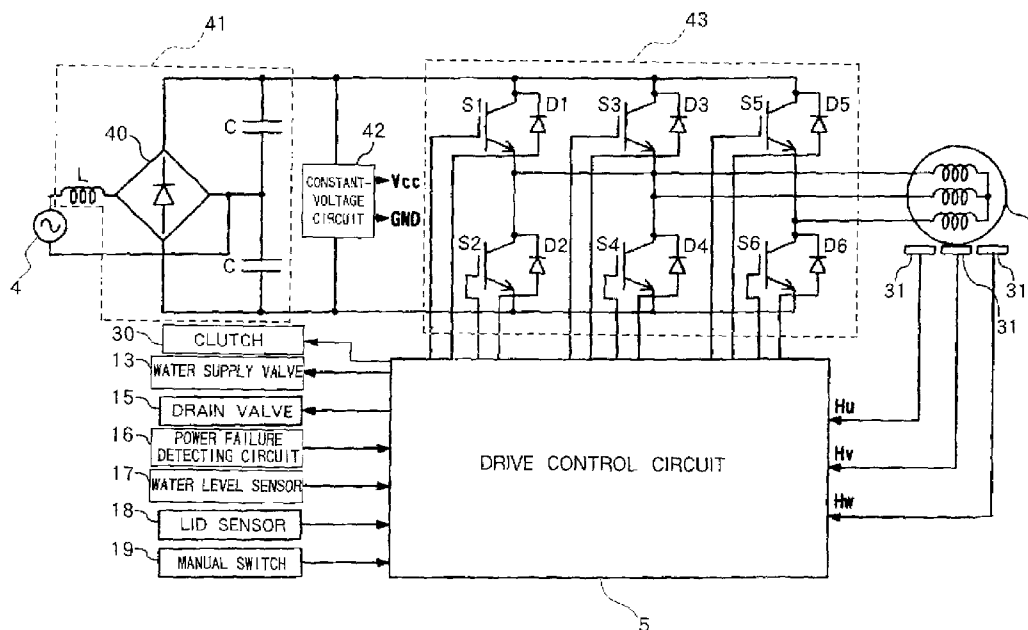 41
43
S1
D1
S3
D3
S5
D5
C
40
42
L
CONSTANT-
VOLTAGE
CIRCUIT
Vcc
GND
4
S2
D2
S4
D4
S6
D6
C
31
31
31
30
CLUTCH
13
WATER SUPPLY VALVE
15
DRAIN VALVE
Hu
16
POWER FAILURE
DETECTING CIRCUIT
DRIVE CONTROL CIRCUIT
Hv
17
WATER LEVEL SENSOR
18
LID SENSOR
Hw
19
MANUAL SWITCH
5